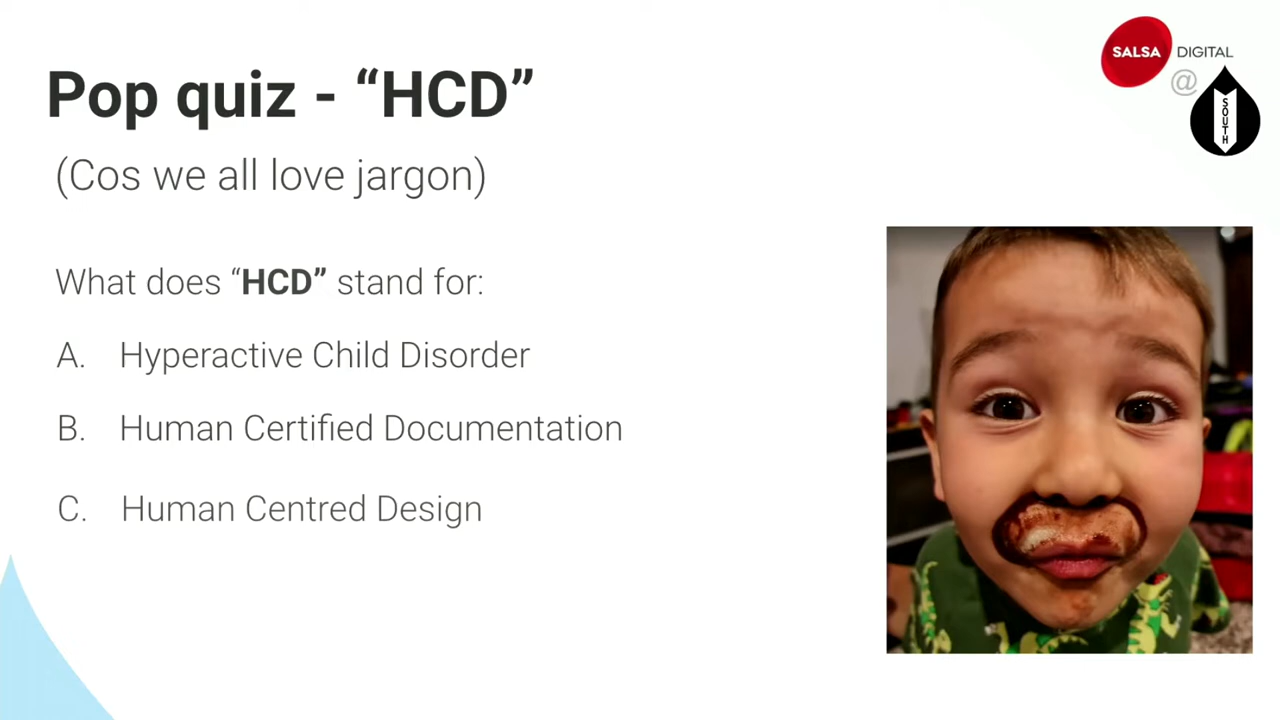 Pop quiz - “HCD”
(Cos we all love jargon)
What does “HCD” stand for:
A. Hyperactive Child Disorder
B. Human Certified Documentation
C. Human Centred Design
SALSA DIGITAL
@
SOUTH